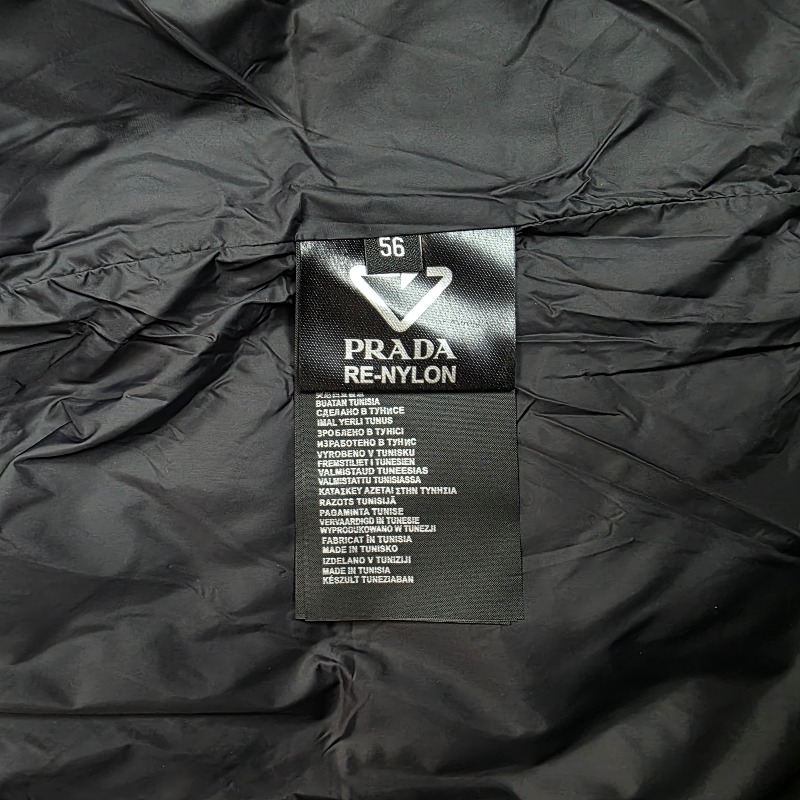 56
PRADA
RE-NYLON
BUATAN TUNISIA
СДЕЛАНО В ТУНИСЕ
IMAL YERLI TUNUS
ЗРОБЛЕНО В ТУНІСІ
ИЗРАБОТЕНО В ТУНИС
VYROBENO V TUNISKU
FREMSTILLET I TUNESIEN
VALMISTAUD TUNEESIAS
VALMISTATTU TUNISIASSA
ΚΑΤΑΣΚΕΥ ΑΖΕΤΑΙ ΣΤΗΝ ΤΥΝΗΣΙΑ
RAZOTS TUNISIJĀ
PAGAMINTA TUNISE
VERVAARDIGD IN TUNESIE
WYPRODUKOWANO W TUNEZJI
FABRICAT ÎN TUNISIA
MADE IN TUNISKO
IZDELANO V TUNIZIJI
MADE IN TUNISIA
KÉSZULT TUNEZIABAN